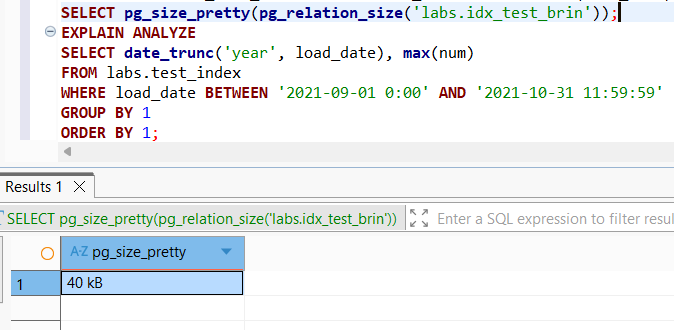 SELECT pg_size_pretty(pg_relation_size('labs.idx_test_brin'));
EXPLAIN ANALYZE
SELECT date_trunc('year', load_date), max(num)
FROM labs.test_index
WHERE load_date BETWEEN '2021-09-01 0:00' AND '2021-10-31 11:59:59'
GROUP BY 1
ORDER BY 1;
Results 1
SELECT pg_size_pretty(pg_relation_size('labs.idx_test_brin')) Enter a SQL expression to filter resul
A-Z pg_size_pretty
1 40 kB